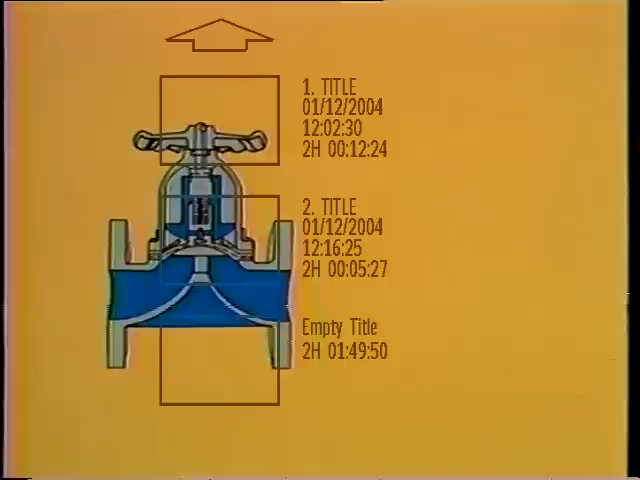 1. TITLE
01/12/2004
12:02:30
2H 00:12:24
2. TITLE
01/12/2004
12:16:25
2H 00:05:27
Empty Title
2H 01:49:50